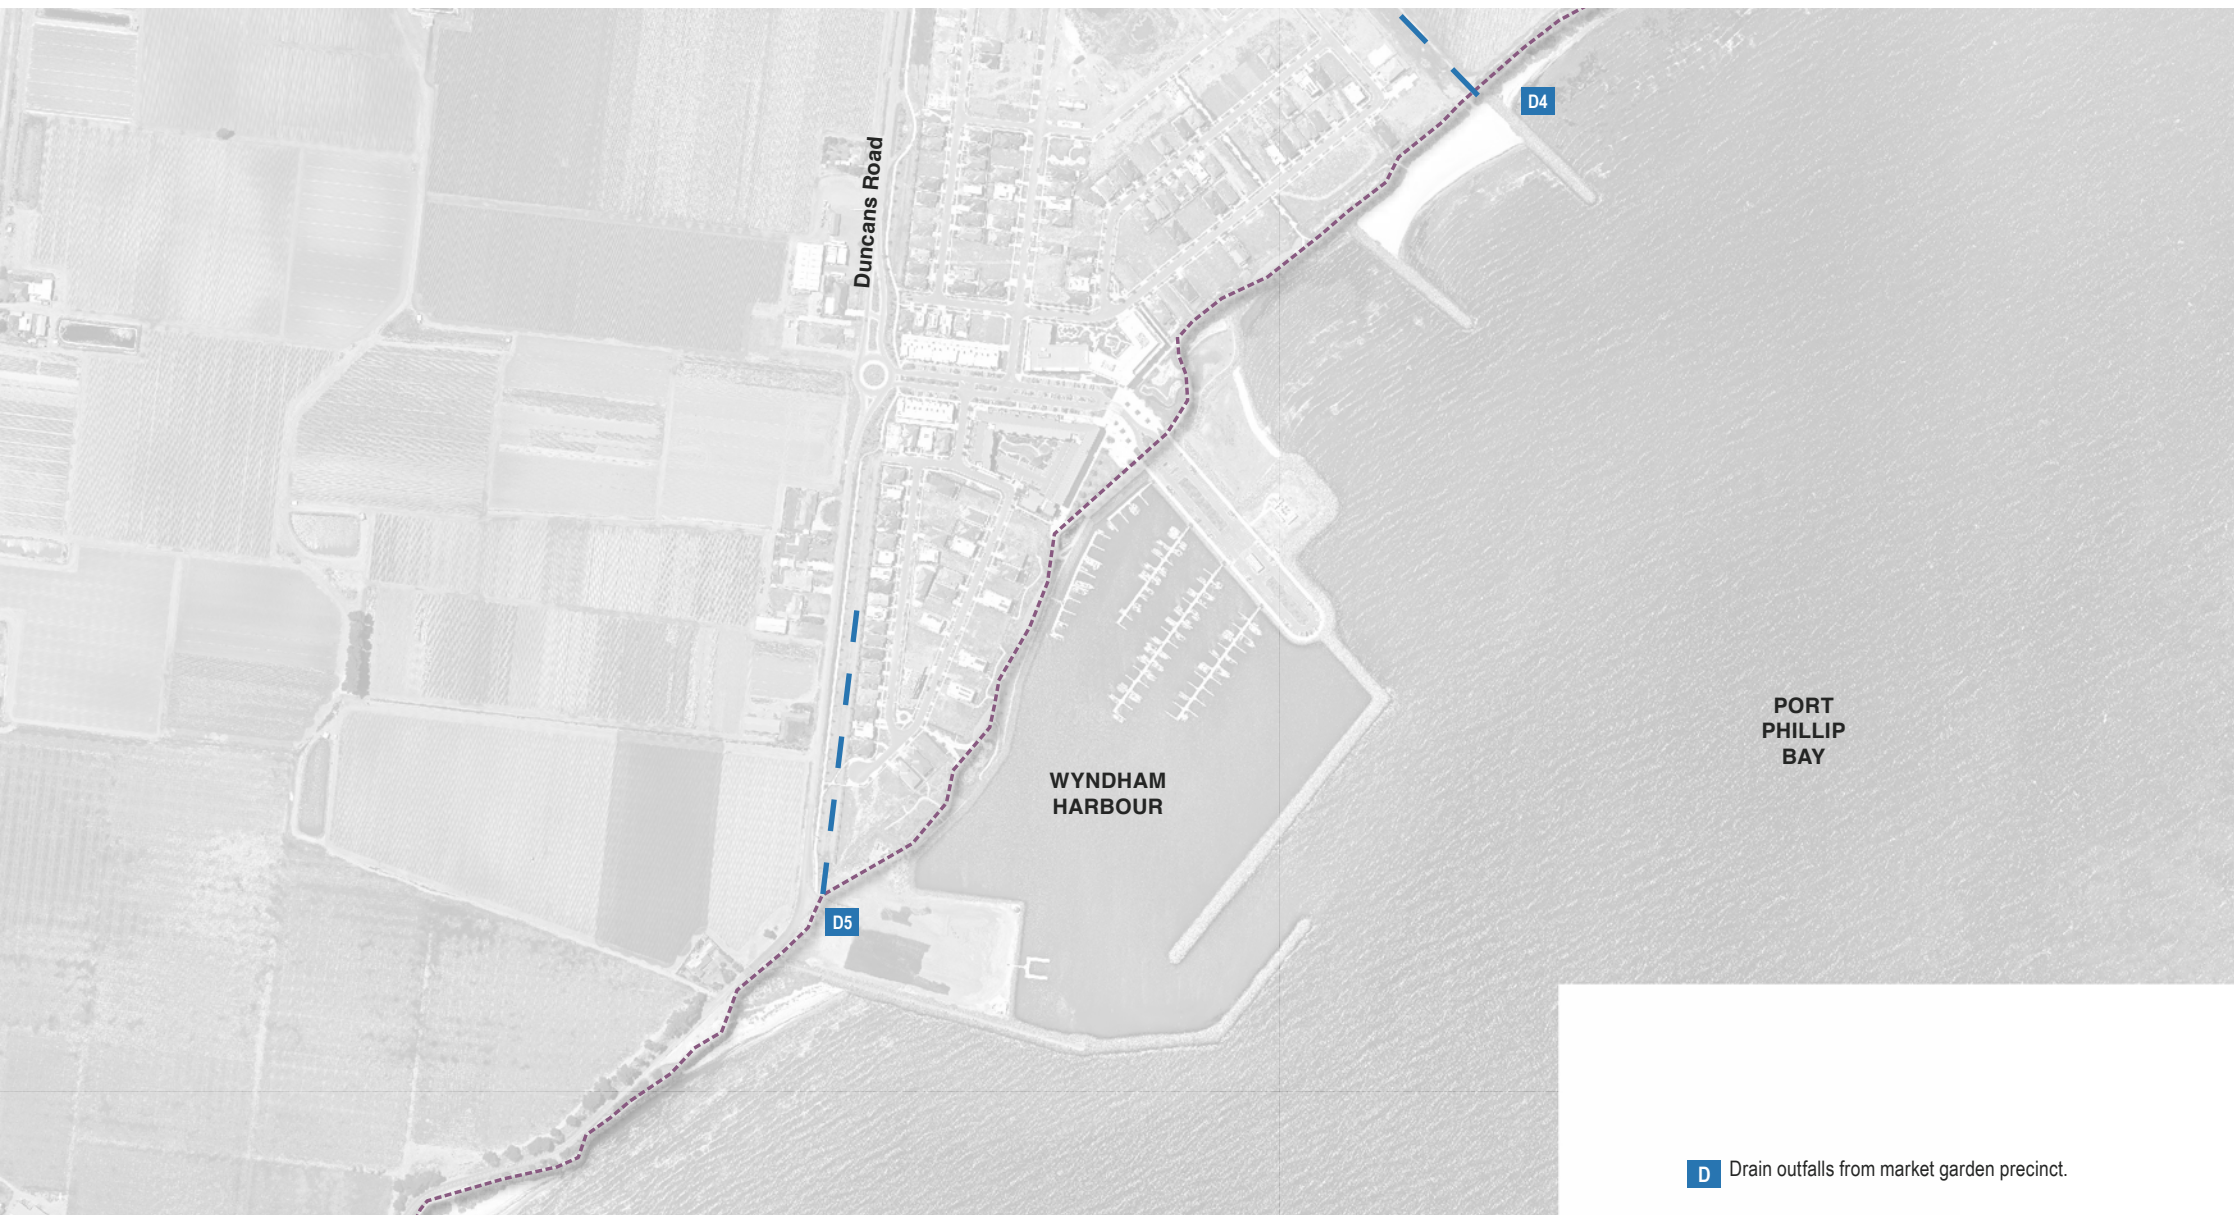 D4
Duncans Road
PORT
PHILLIP
BAY
WYNDHAM
HARBOUR
D5
D Drain outfalls from market garden precinct.